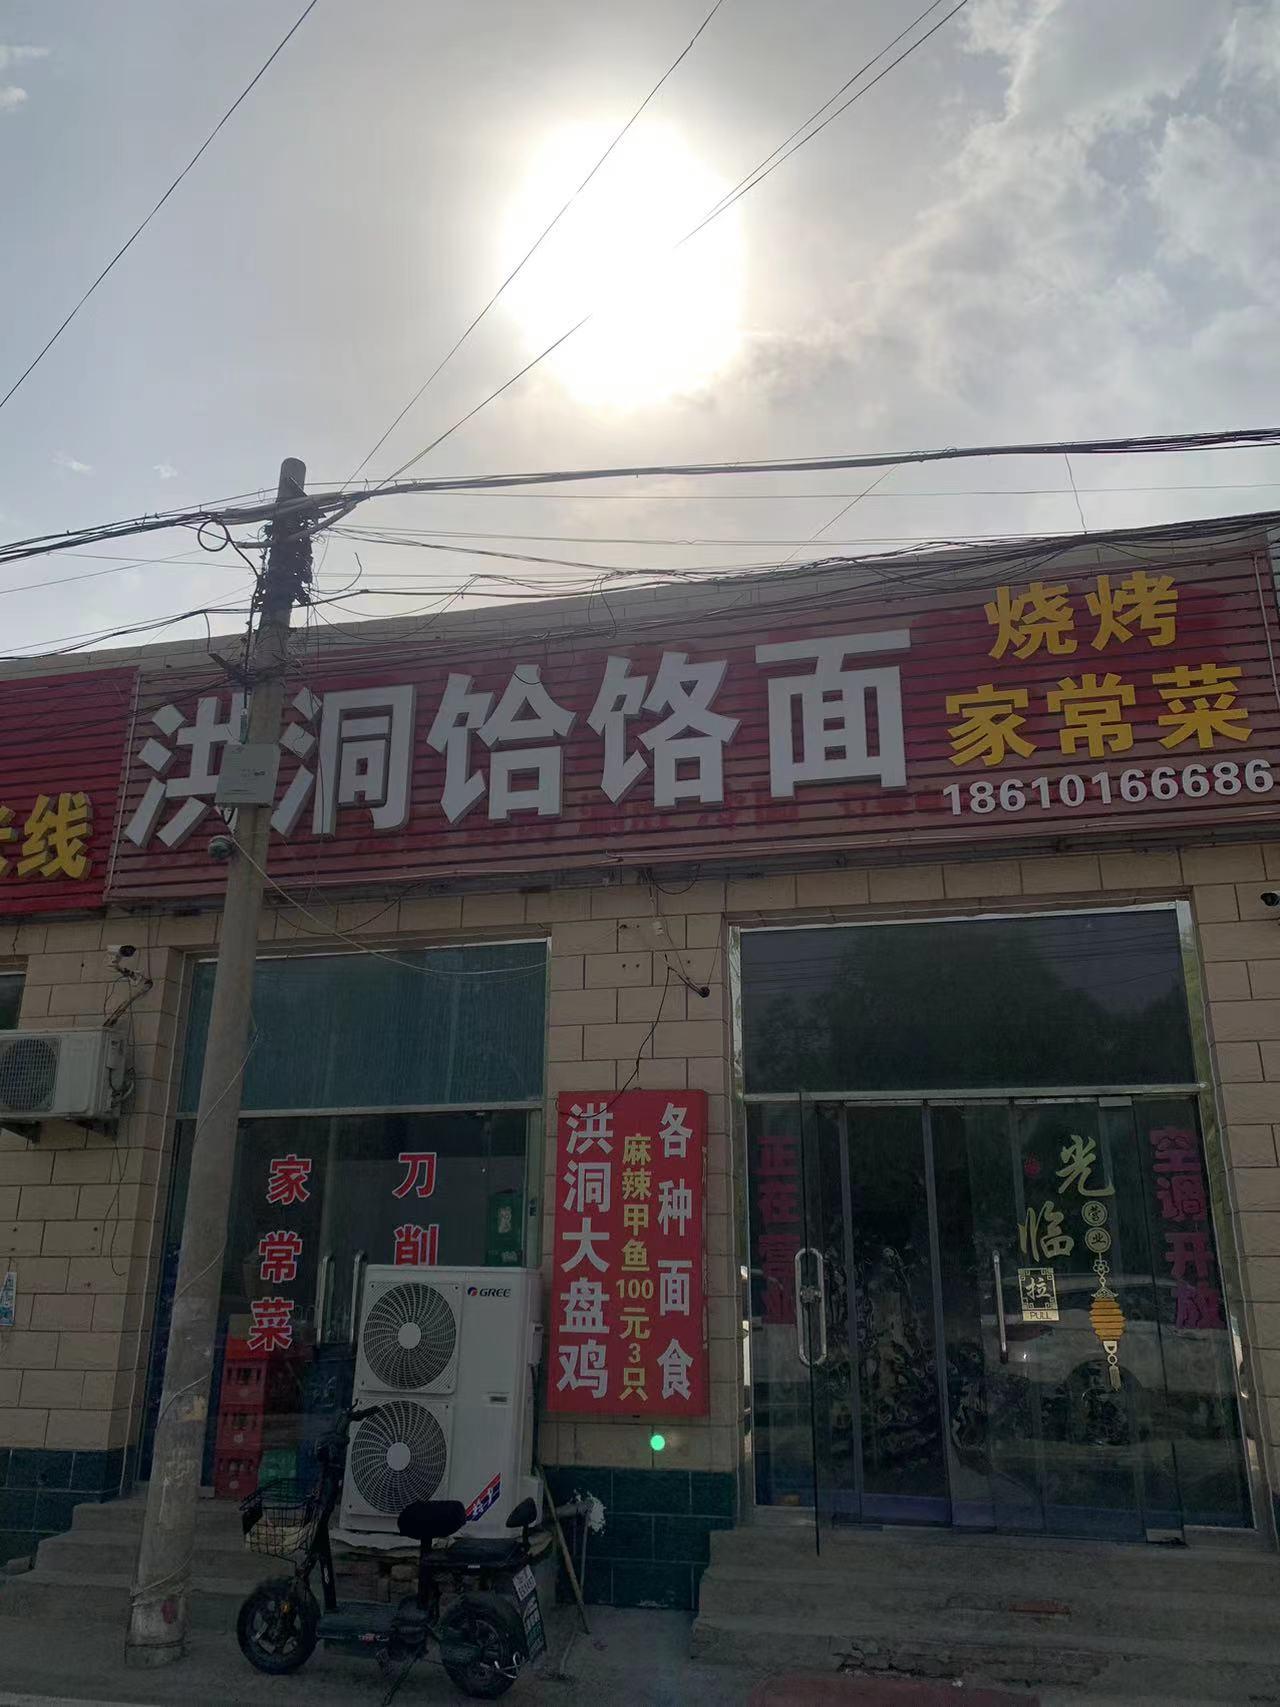 洪洞饸饹面
烧烤
家常菜
18610166686
线
家常菜
刀削
GREE
洪洞大盘鸡
麻辣甲鱼100元3只
各种面食
正在营业
光临
营业
拉
PULL
空调开放